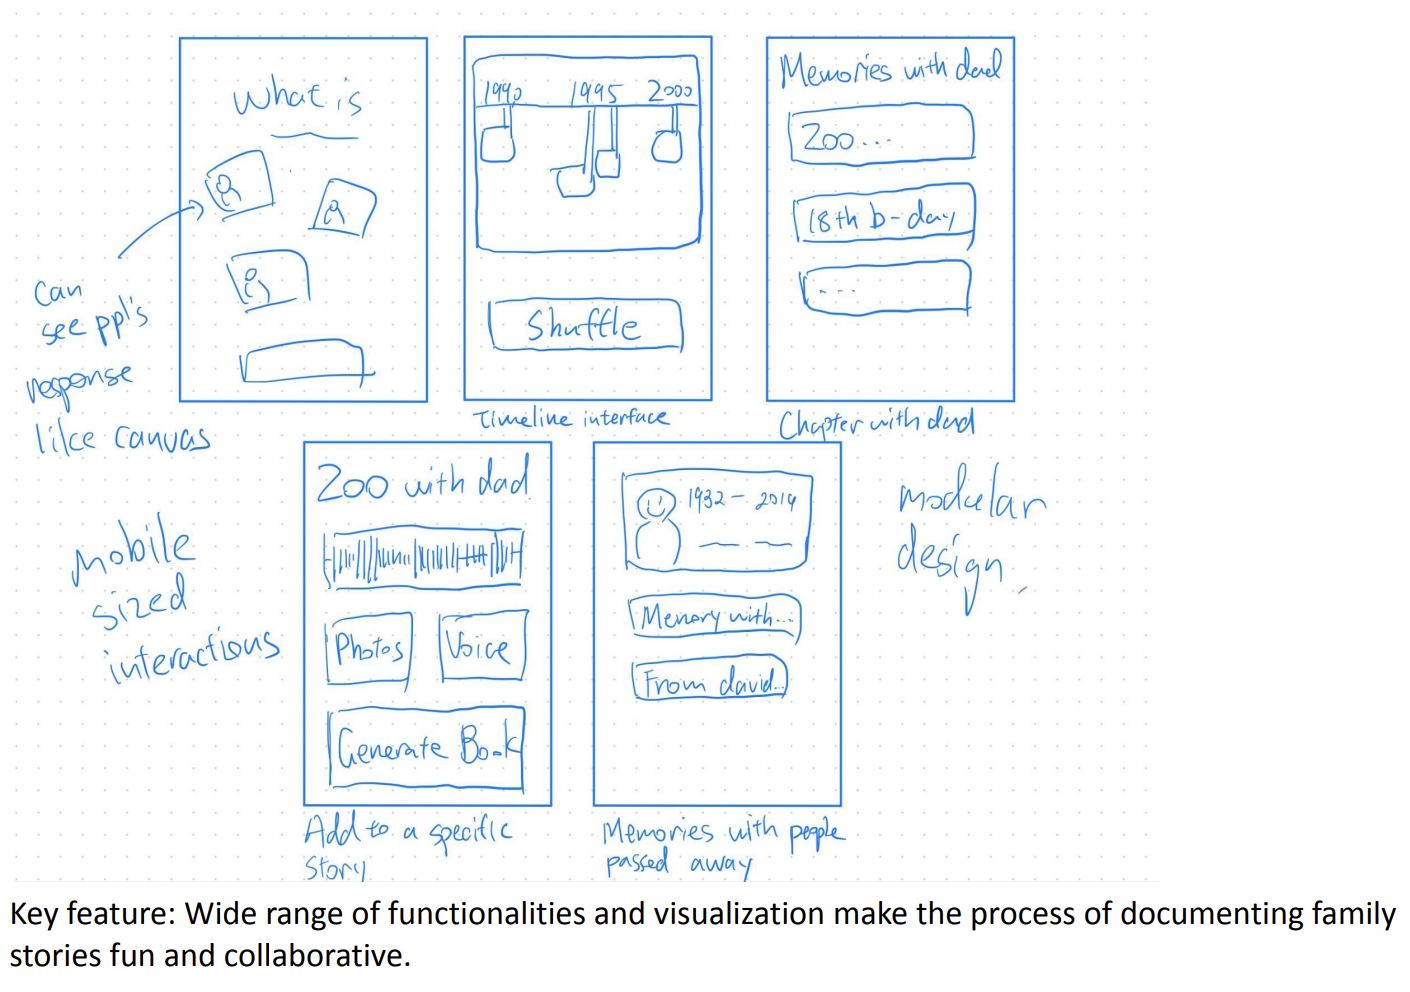 What is
Can
see ppl's
response
like canvas
1990 1995 2000
Shuffle
Timeline interface
Memories with dad
Zoo...
18th b-day
...
Chapter with dad
mobile
sized
interactions
Zoo with dad
Photos Voice
Generate Book
Add to a specific
story
1932 - 2014
Memory with...
From david..
Memories with people
passed away
modular
design
Key feature: Wide range of functionalities and visualization make the process of documenting family
stories fun and collaborative.